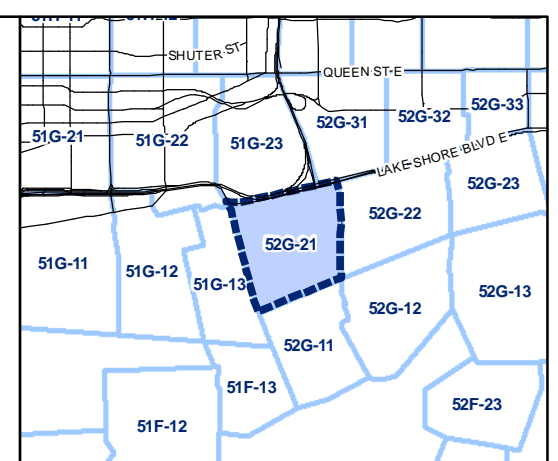 SHUTER ST
QUEEN ST E
51G-21
51G-22
51G-23
52G-31
52G-32
52G-33
LAKE SHORE BLVD E
52G-23
52G-22
52G-21
51G-11
51G-12
51G-13
52G-13
52G-12
52G-11
51F-13
52F-23
51F-12